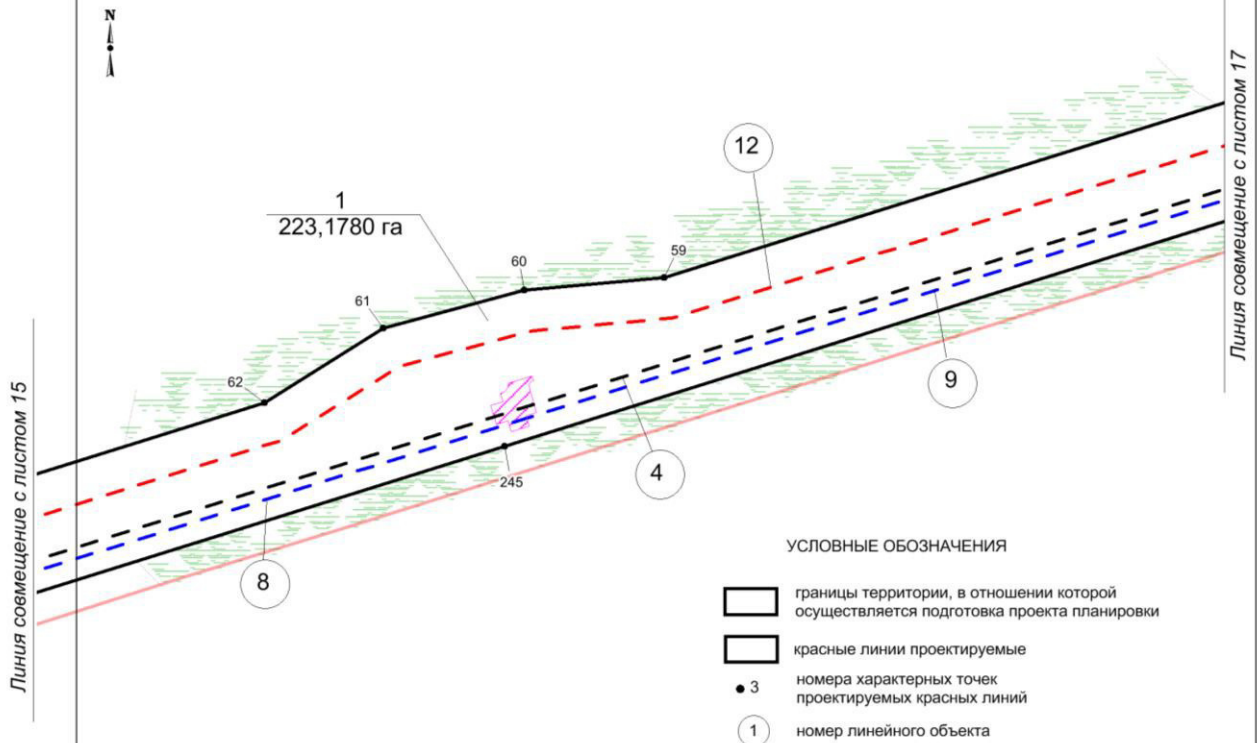 N
Линия совмещение с листом 17
12
1
223,1780 га
59
60
61
62
Линия совмещение с листом 15
9
4
245
8
УСЛОВНЫЕ ОБОЗНАЧЕНИЯ
границы территории, в отношении которой
осуществляется подготовка проекта планировки
красные линии проектируемые
3
номера характерных точек
проектируемых красных линий
1
номер линейного объекта